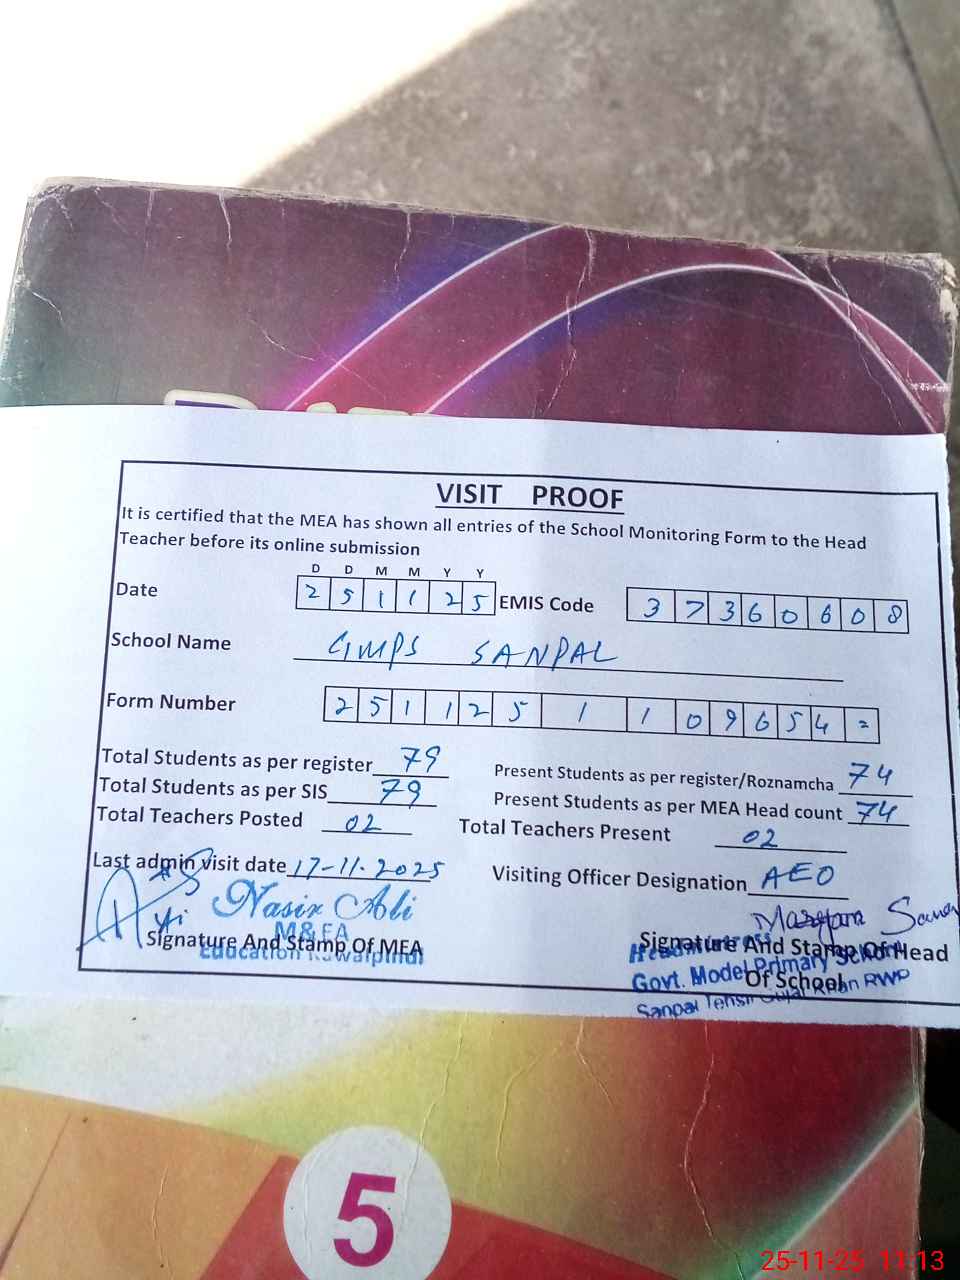 VISIT PROOF
It is certified that the MEA has shown all entries of the School Monitoring Form to the Head
Teacher before its online submission
D D M M Y Y
Date 2 5 1 1 2 5 EMIS Code 3 7 3 6 0 6 0 8
School Name GMPS SANPAL
Form Number 2 5 1 1 2 5 1 1 0 9 6 5 4 =
Total Students as per register 79 Present Students as per register/Roznamcha 74
Total Students as per SIS 79 Present Students as per MEA Head count 74
Total Teachers Posted 02 Total Teachers Present 02
Last admin visit date 17-11-2025 Visiting Officer Designation AEO
Nasir Ali
M&EA
Education Rawalpindi
Signature And Stamp Of MEA
Signature And Stamp Of Head
Of School
Headmistress
Govt. Model Primary School
Sanpal Tehsil Gujar Khan RWP
5
25-11-25 11:13